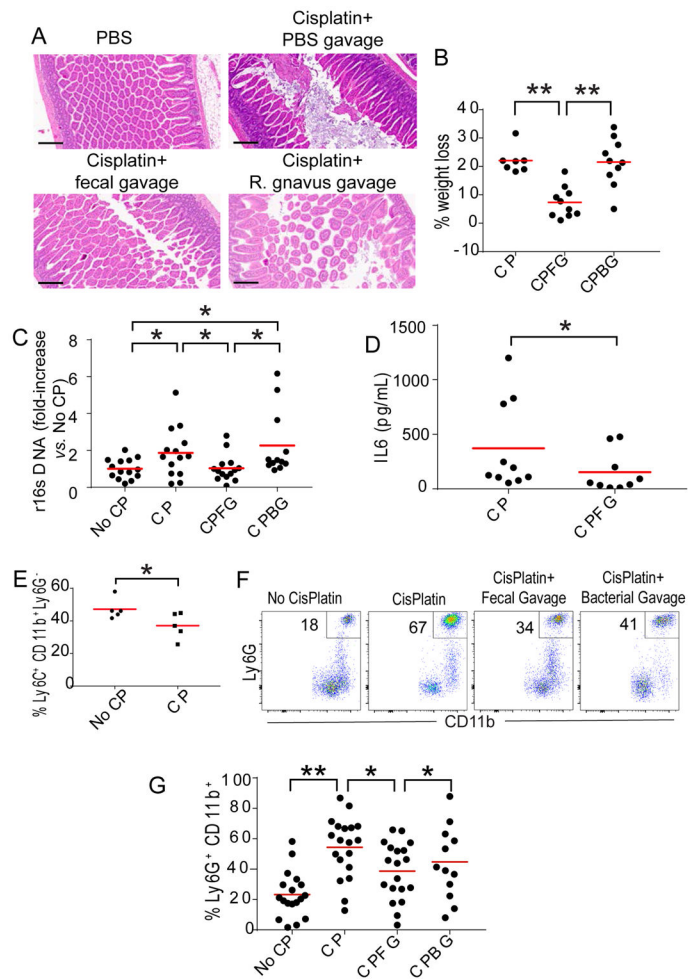 A
PBS
Cisplatin+
PBS gavage
Cisplatin+
fecal gavage
Cisplatin+
R. gnavus gavage
B
** **
% weight loss
40
30
20
10
0
-10
CP
CPFG
CPBG
C
*
* * *
r16s DNA (fold-increase
vs. No CP)
8
6
4
2
0
No CP
CP
CPFG
CPBG
D
*
IL6 (pg/mL)
1500
1000
500
0
CP
CPFG
E
*
% Ly6C+ CD11b+Ly6G-
60
40
20
0
No CP
CP
F
No CisPlatin
CisPlatin
CisPlatin+
Fecal Gavage
CisPlatin+
Bacterial Gavage
18
67
34
41
Ly6G
CD11b
G
** * *
% Ly6G+ CD11b+
100
80
60
40
20
0
No CP
CP
CPFG
CPBG